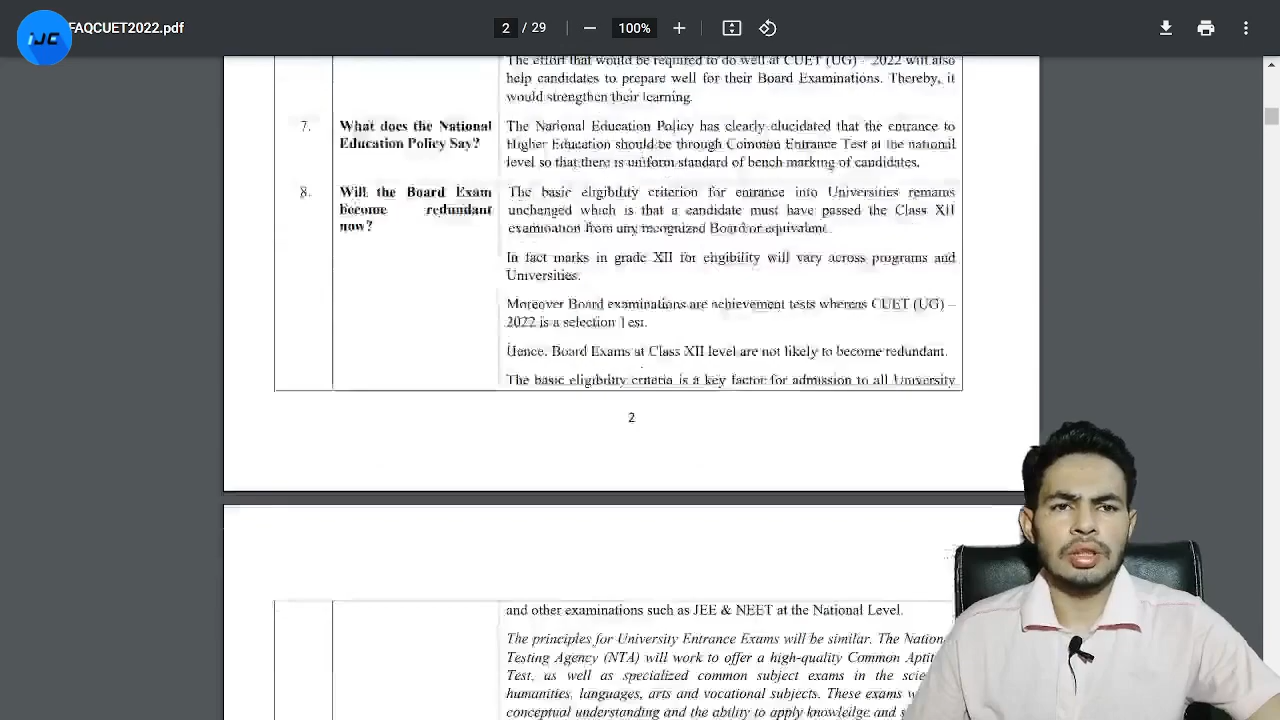 IJC
FAQCUET2022.pdf
2 / 29
100%
The effort that would be required to do well at CUET (UG) - 2022 will also
help candidates to prepare well for their Board Examinations. Thereby, it
would strengthen their learning.
7. What does the National Education Policy Say?
The National Education Policy has clearly elucidated that the entrance to
Higher Education should be through Common Entrance Test at the national
level so that there is uniform standard of bench marking of candidates.
8. Will the Board Exam become redundant now?
The basic eligibility criterion for entrance into Universities remains
unchanged which is that a candidate must have passed the Class XII
examination from any recognized Board or equivalent.
In fact marks in grade XII for eligibility will vary across programs and
Universities.
Moreover Board examinations are achievement tests whereas CUET (UG) –
2022 is a selection Test.
Hence, Board Exams at Class XII level are not likely to become redundant.
The basic eligibility criteria is a key factor for admission to all University
2
and other examinations such as JEE & NEET at the National Level.
The principles for University Entrance Exams will be similar. The Nation
Testing Agency (NTA) will work to offer a high-quality Common Aptit
Test, as well as specialized common subject exams in the scie
humanities, languages, arts and vocational subjects. These exams w
conceptual understanding and the ability to apply knowledge and s